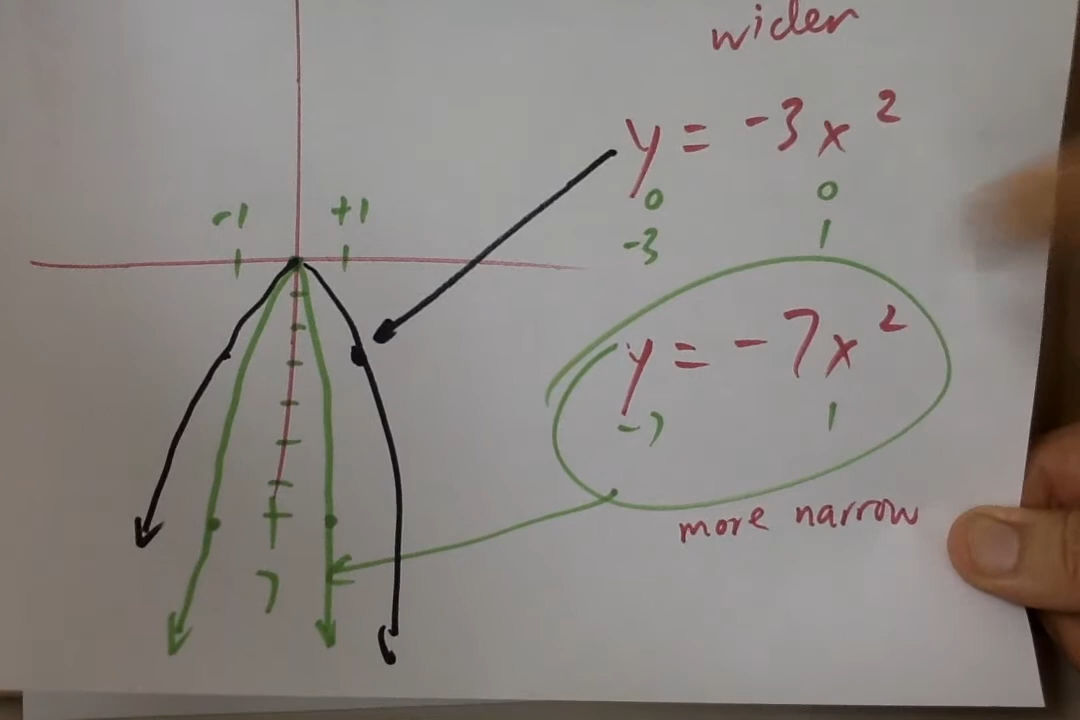 wider
y = -3x²
0 0
-3 1
-1 +1
y = -7x²
-7 1
more narrow
7